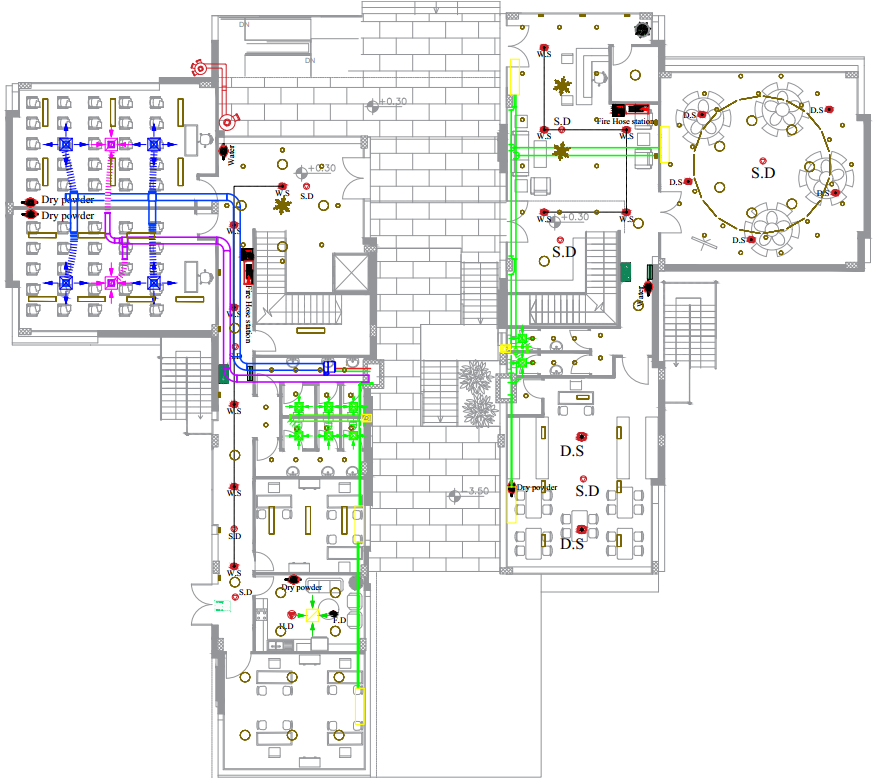 DN
DN
+0.30
W.S
S.D
Fire Hose station
D.S
D.S
S.D
D.S
D.S
D.S
Water
+0.30
W.S
S.D
Dry powder
Dry powder
W.S
W.S
W.S
W.S
+0.30
S.D
Fire Hose station
Water
W.S
S.D
W.S
D.S
S.D
Dry powder
D.S
W.S
-3.50
S.D
W.S
S.D
Dry powder
H.D
F.D